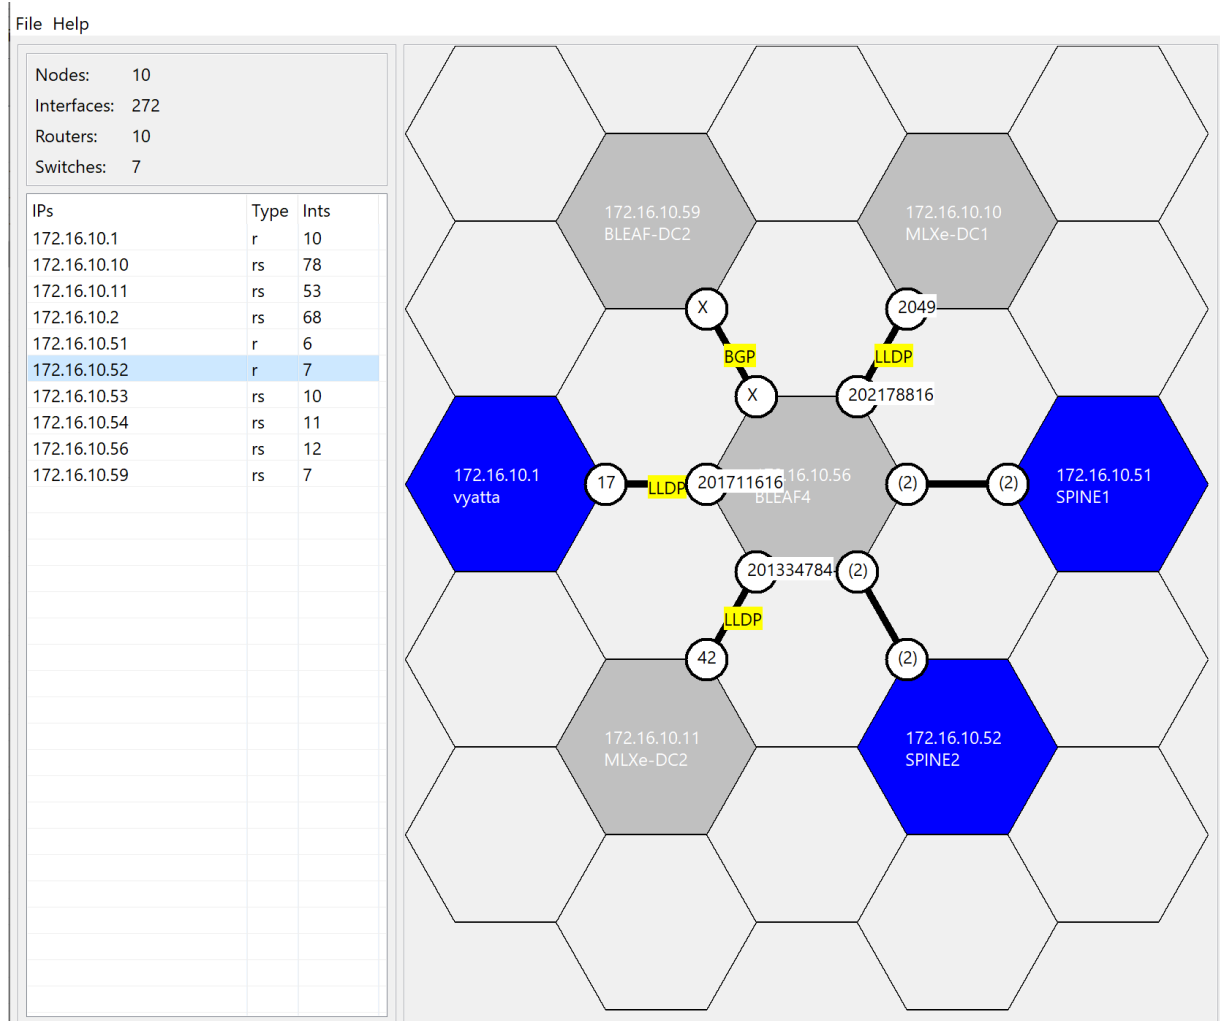 File Help
Nodes: 10
Interfaces: 272
Routers: 10
Switches: 7
IPs Type Ints
172.16.10.1 r 10
172.16.10.10 rs 78
172.16.10.11 rs 53
172.16.10.2 rs 68
172.16.10.51 r 6
172.16.10.52 r 7
172.16.10.53 rs 10
172.16.10.54 rs 11
172.16.10.56 rs 12
172.16.10.59 rs 7
172.16.10.59
BLEAF-DC2
172.16.10.10
MLXe-DC1
X
2049
BGP
LLDP
X
202178816
172.16.10.1
vyatta
17
LLDP
201711616
.16.10.56
BLEAF4
(2)
(2)
172.16.10.51
SPINE1
201334784
(2)
LLDP
42
(2)
172.16.10.11
MLXe-DC2
172.16.10.52
SPINE2